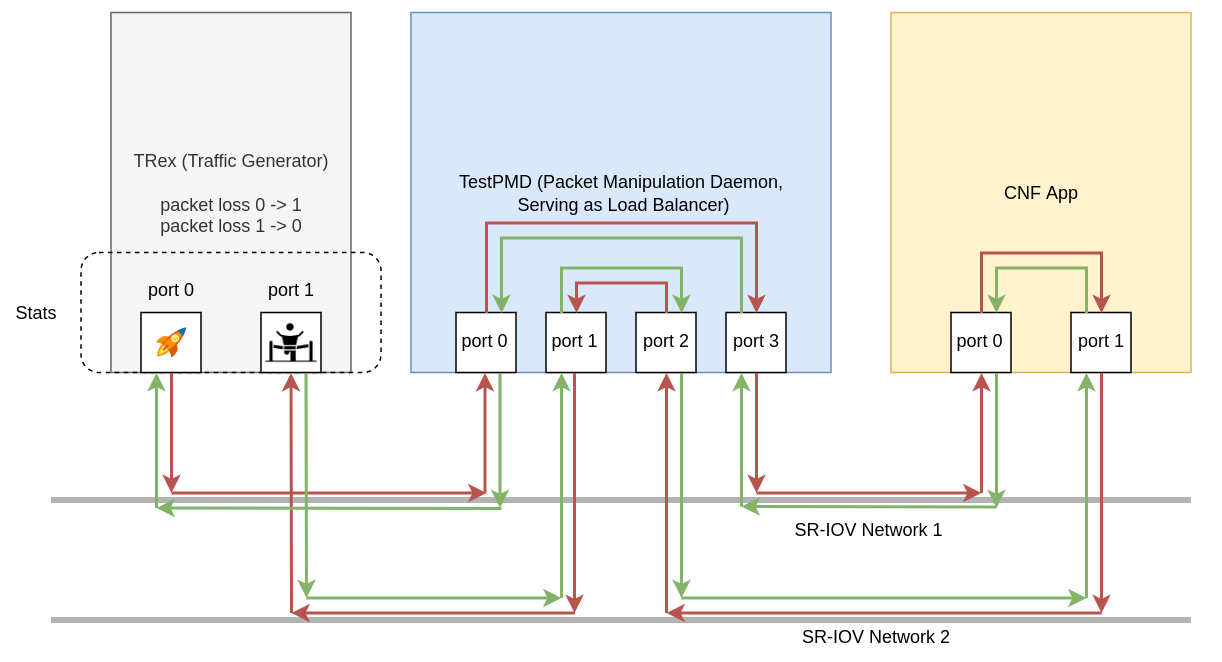 TRex (Traffic Generator)
packet loss 0 -> 1
packet loss 1 -> 0
Stats
port 0
port 1
TestPMD (Packet Manipulation Daemon,
Serving as Load Balancer)
port 0
port 1
port 2
port 3
CNF App
port 0
port 1
SR-IOV Network 1
SR-IOV Network 2